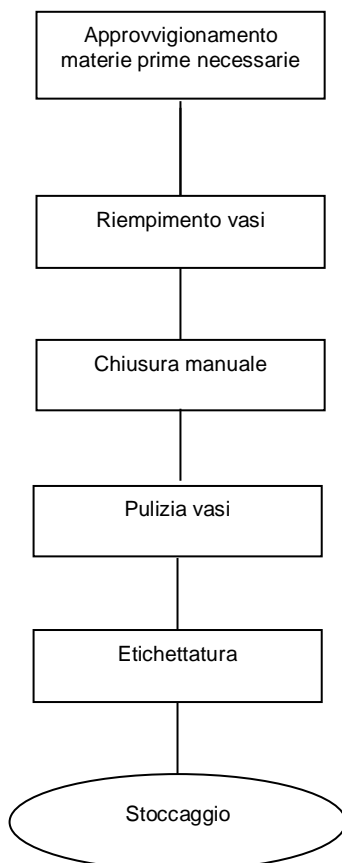 Approvvigionamento
materie prime necessarie
Riempimento vasi
Chiusura manuale
Pulizia vasi
Etichettatura
Stoccaggio